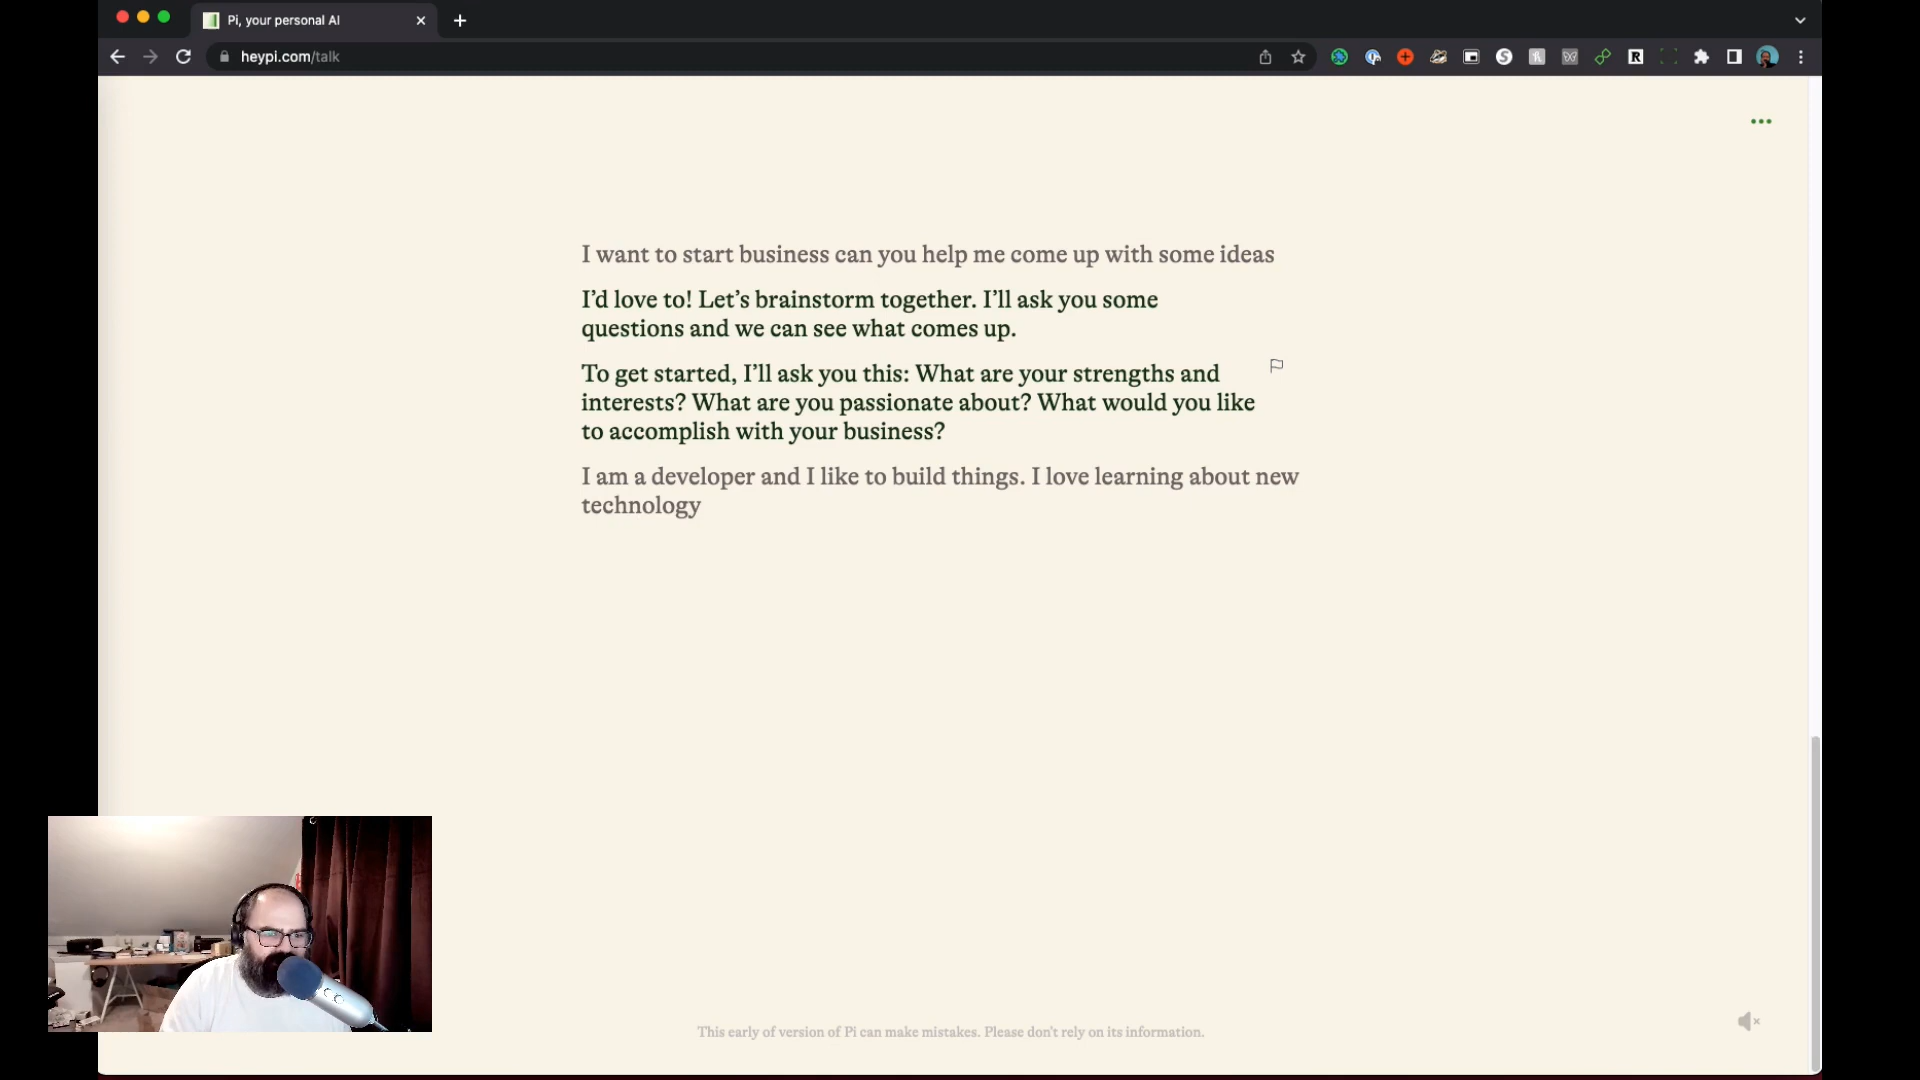 Pi, your personal AI
heypi.com/talk
I want to start business can you help me come up with some ideas
I'd love to! Let's brainstorm together. I'll ask you some
questions and we can see what comes up.
To get started, I'll ask you this: What are your strengths and
interests? What are you passionate about? What would you like
to accomplish with your business?
I am a developer and I like to build things. I love learning about new
technology
This early of version of Pi can make mistakes. Please don't rely on its information.